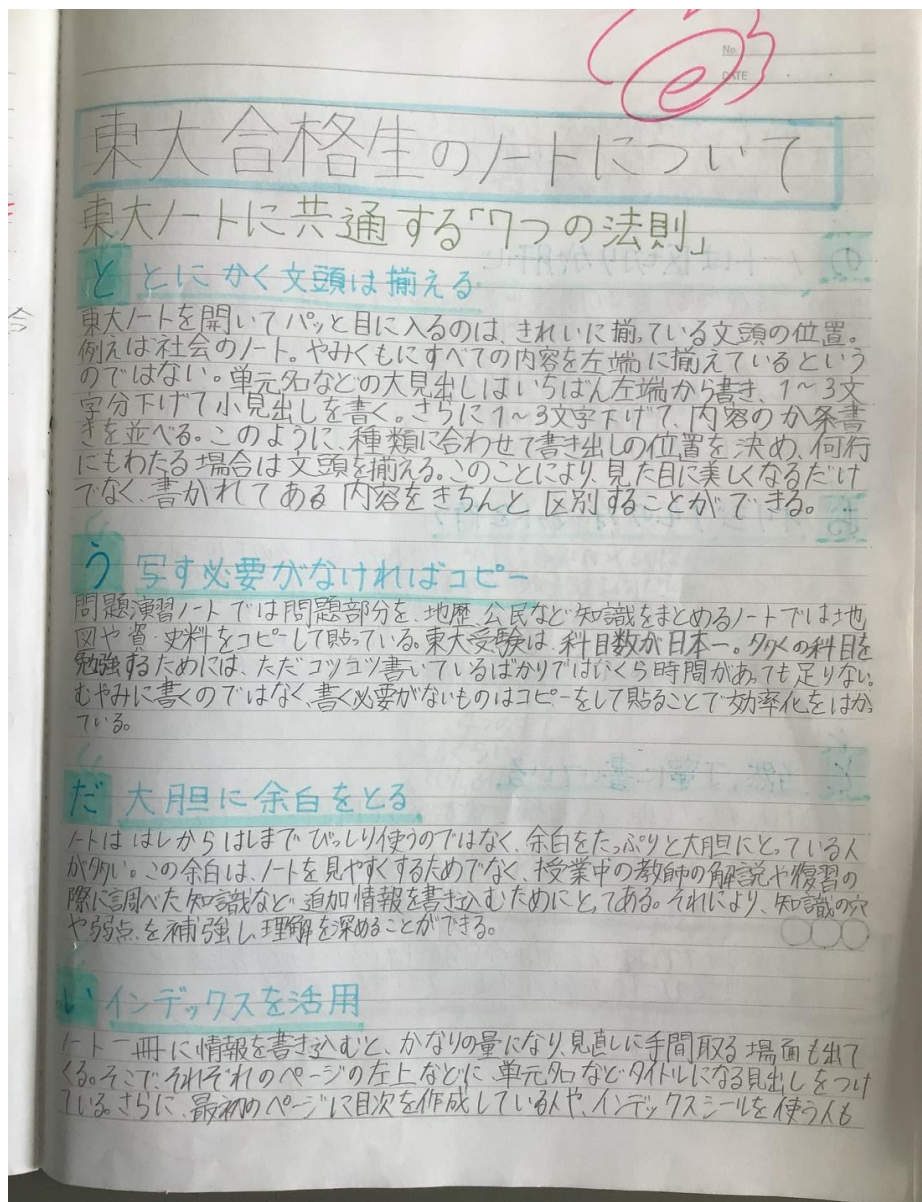 No.
DATE
東大合格生のノートについて
東大ノートに共通する「7つの法則」
と とにかく文頭は揃える
東大ノートを開いてパッと目に入るのは、きれいに揃っている文頭の位置。
例えば社会のノート。やみくもにすべての内容を左端に揃えているという
のではない。単元名などの大見出しはいちばん左端から書き、1〜3文
字分下げて小見出しを書く。さらに1〜3文字下げて、内容のか条書
きを並べる。このように、種類に合わせて書き出しの位置を決め、何行
にもわたる場合は文頭を揃える。このことにより、見た目に美しくなるだけ
でなく、書かれてある内容をきちんと区別することができる。
う 写す必要がなければコピー
問題演習ノートでは問題部分を、地歴、公民など知識をまとめるノートでは地
図や資・史料をコピーして貼っている。東大受験は、科目数が日本一。多くの科目を
勉強するためには、ただコツコツ書いているばかりではいくら時間があっても足りない。
むやみに書くのではなく、書く必要がないものはコピーをして貼ることで効率化をはかっ
ている。
だ 大胆に余白をとる
ノートははしからはしまでびっしり使うのではなく、余白をたっぷりと大胆にとっている人
が多い。この余白は、ノートを見やすくするためでなく、授業中の教師の解説や復習の
際に調べた知識など追加情報を書き込むためにとってある。それにより、知識の穴
や弱点を補強し理解を深めることができる。
い インデックスを活用
ノート一冊に情報を書き込むと、かなりの量になり、見直しに手間取る場面も出て
くる。そこでそれぞれのページの左上などに、単元名などタイトルになる見出しをつけ
ている。さらに、最初のページに目次を作成している人や、インデックスシールを使う人も